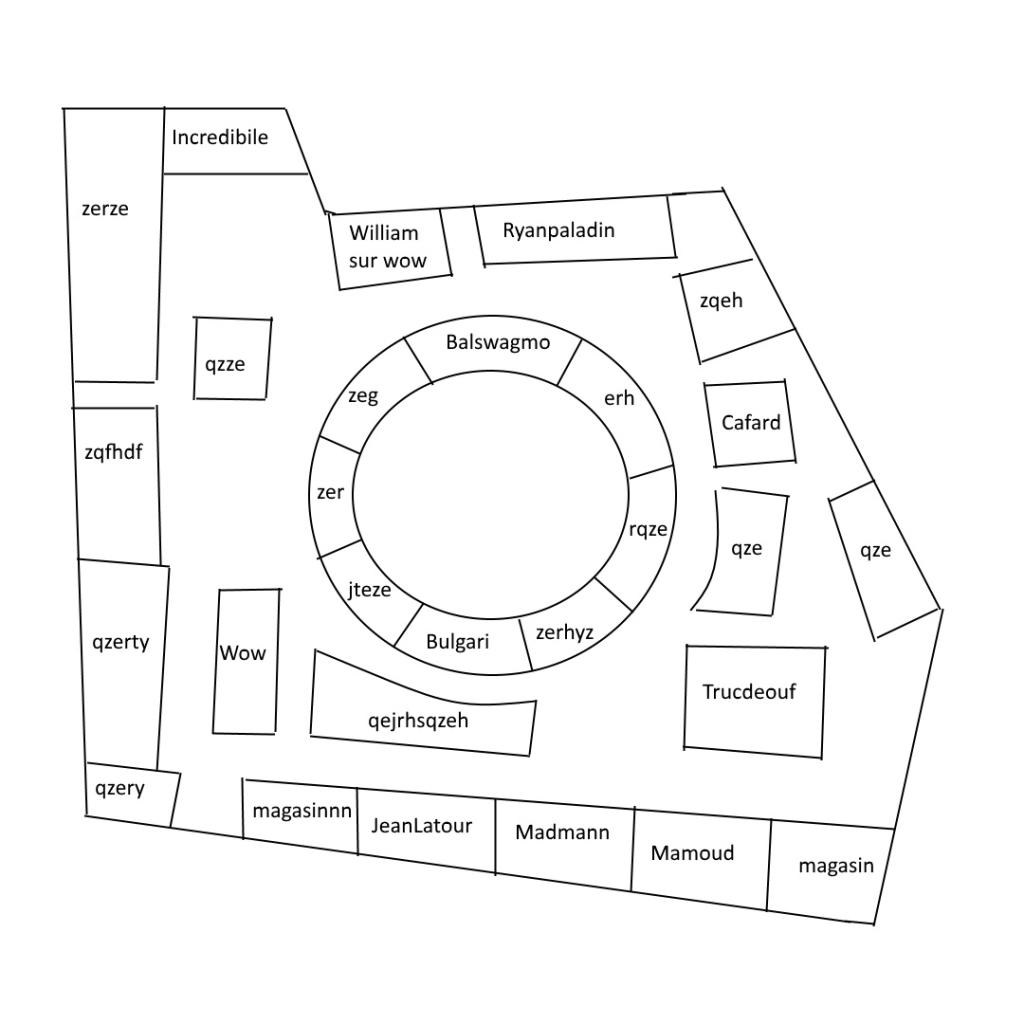 Incredibile
zerze
William
sur wow
Ryanpaladin
zqeh
qzze
Balswagmo
zeg
erh
Cafard
zqfhdf
zer
rqze
qze
qze
jteze
qzerty
Wow
Bulgari
zerhyz
qejrhsqzeh
Trucdeouf
qzery
magasinnn
JeanLatour
Madmann
Mamoud
magasin